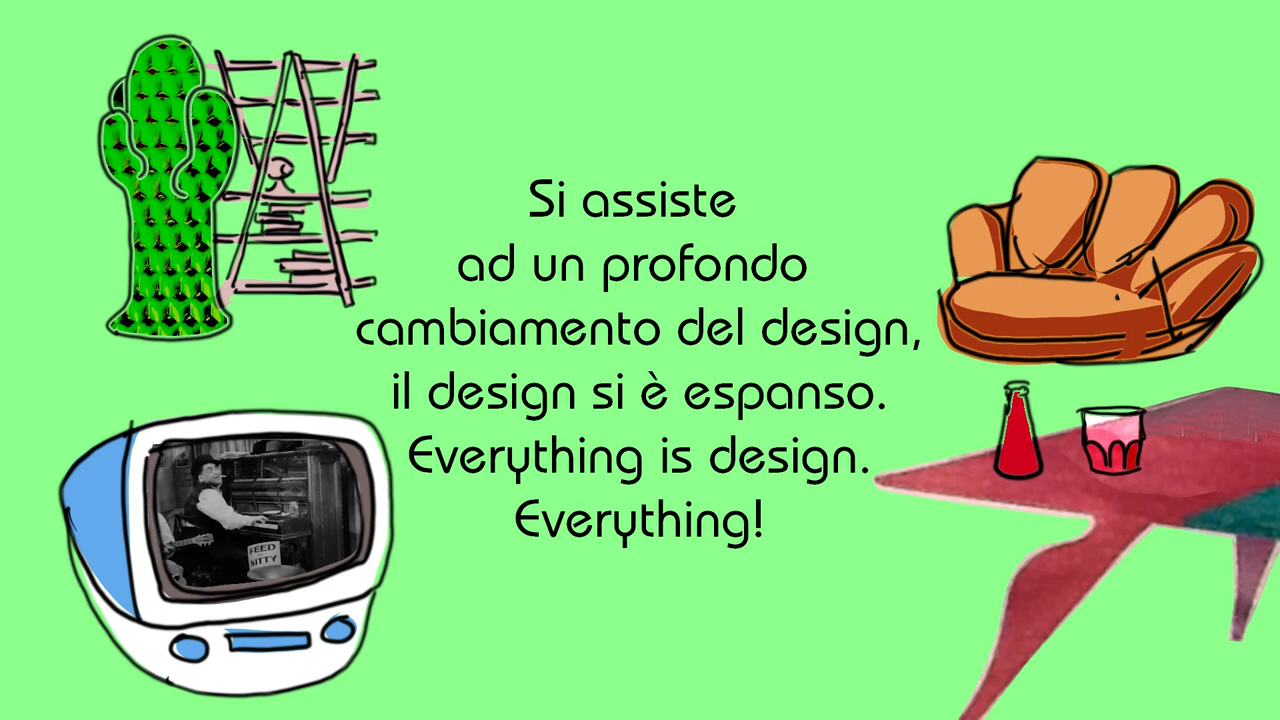 Si assiste
ad un profondo
cambiamento del design,
il design si è espanso.
Everything is design.
Everything!
FEED
KITTY